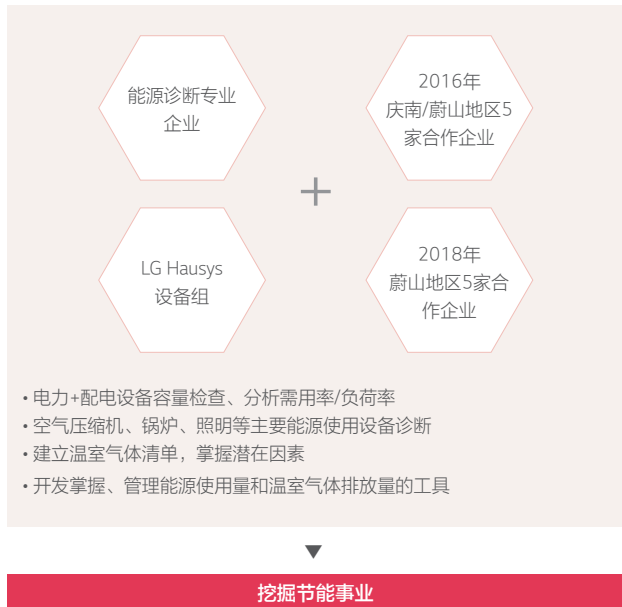 能源诊断专业
企业
2016年
庆南/蔚山地区5
家合作企业
+
LG Hausys
设备组
2018年
蔚山地区5家合
作企业
• 电力+配电设备容量检查、分析需用率/负荷率
• 空气压缩机、锅炉、照明等主要能源使用设备诊断
• 建立温室气体清单，掌握潜在因素
• 开发掌握、管理能源使用量和温室气体排放量的工具
▼
挖掘节能事业